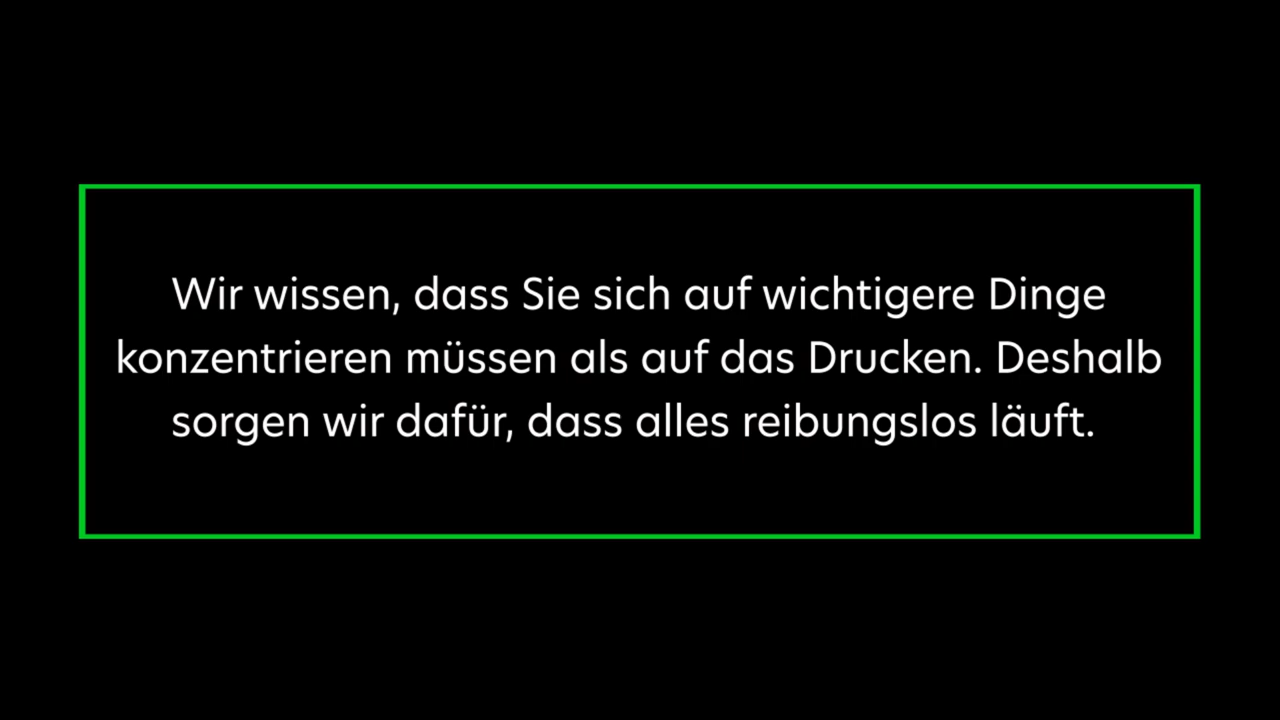 Wir wissen, dass Sie sich auf wichtigere Dinge
konzentrieren müssen als auf das Drucken. Deshalb
sorgen wir dafür, dass alles reibungslos läuft.